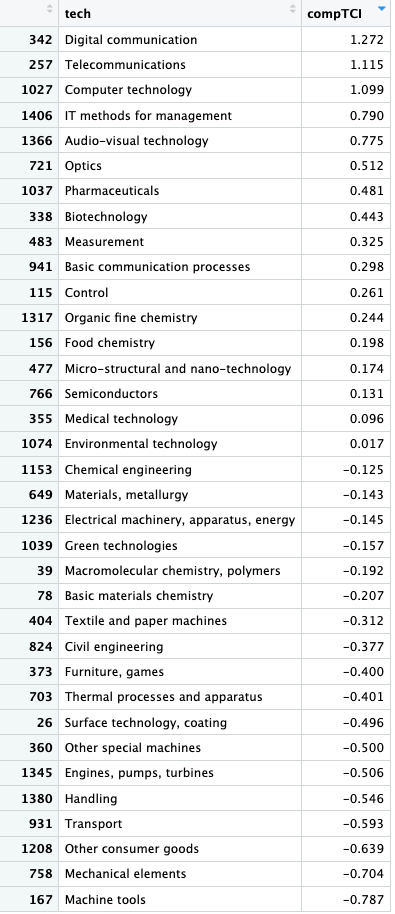 tech compTCI
342 Digital communication 1.272
257 Telecommunications 1.115
1027 Computer technology 1.099
1406 IT methods for management 0.790
1366 Audio-visual technology 0.775
721 Optics 0.512
1037 Pharmaceuticals 0.481
338 Biotechnology 0.443
483 Measurement 0.325
941 Basic communication processes 0.298
115 Control 0.261
1317 Organic fine chemistry 0.244
156 Food chemistry 0.198
477 Micro-structural and nano-technology 0.174
766 Semiconductors 0.131
355 Medical technology 0.096
1074 Environmental technology 0.017
1153 Chemical engineering −0.125
649 Materials, metallurgy −0.143
1236 Electrical machinery, apparatus, energy −0.145
1039 Green technologies −0.157
39 Macromolecular chemistry, polymers −0.192
78 Basic materials chemistry −0.207
404 Textile and paper machines −0.312
824 Civil engineering −0.377
373 Furniture, games −0.400
703 Thermal processes and apparatus −0.401
26 Surface technology, coating −0.496
360 Other special machines −0.500
1345 Engines, pumps, turbines −0.506
1380 Handling −0.546
931 Transport −0.593
1208 Other consumer goods −0.639
758 Mechanical elements −0.704
167 Machine tools −0.787